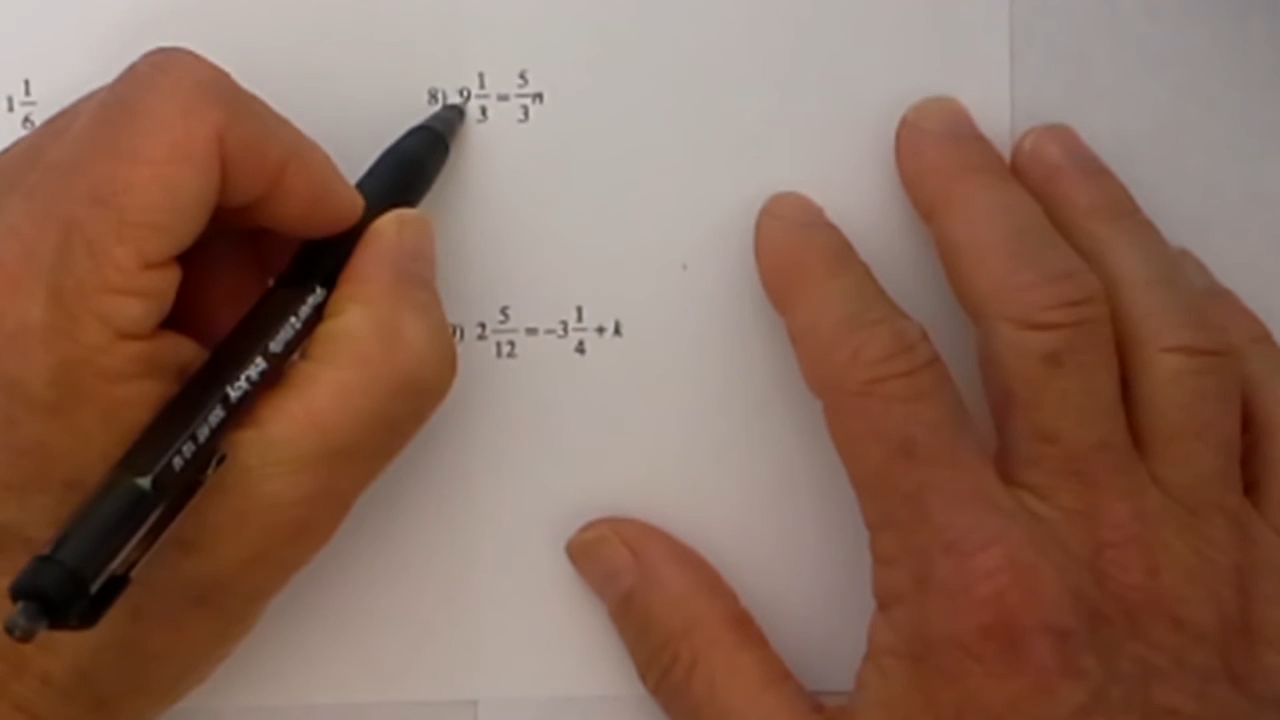 1 1/6
8) 9 1/3 = 5/3 n
) 2 5/12 = -3 1/4 + k